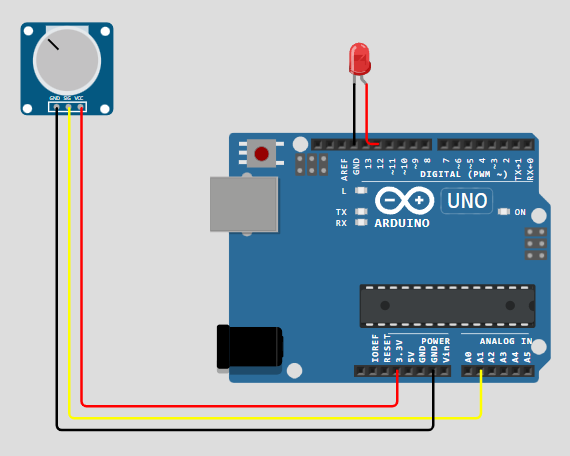 GND SG VCC
AREF
GND
13
12
~11
~10
~9
8
7
~6
~5
4
~3
2
TX→1
RX←0
DIGITAL (PWM ~)
L
TX
RX
UNO
ON
ARDUINO
IOREF
RESET
3.3V
5V
GND
GND
Vin
POWER
ANALOG IN
A0
A1
A2
A3
A4
A5